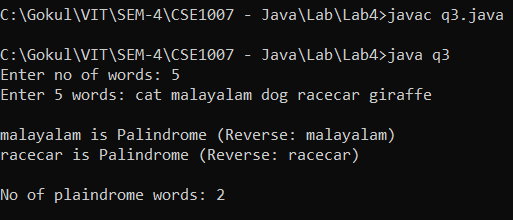 C:\Gokul\VIT\SEM-4\CSE1007 - Java\Lab\Lab4>javac q3.java
C:\Gokul\VIT\SEM-4\CSE1007 - Java\Lab\Lab4>java q3
Enter no of words: 5
Enter 5 words: cat malayalam dog racecar giraffe
malayalam is Palindrome (Reverse: malayalam)
racecar is Palindrome (Reverse: racecar)
No of plaindrome words: 2